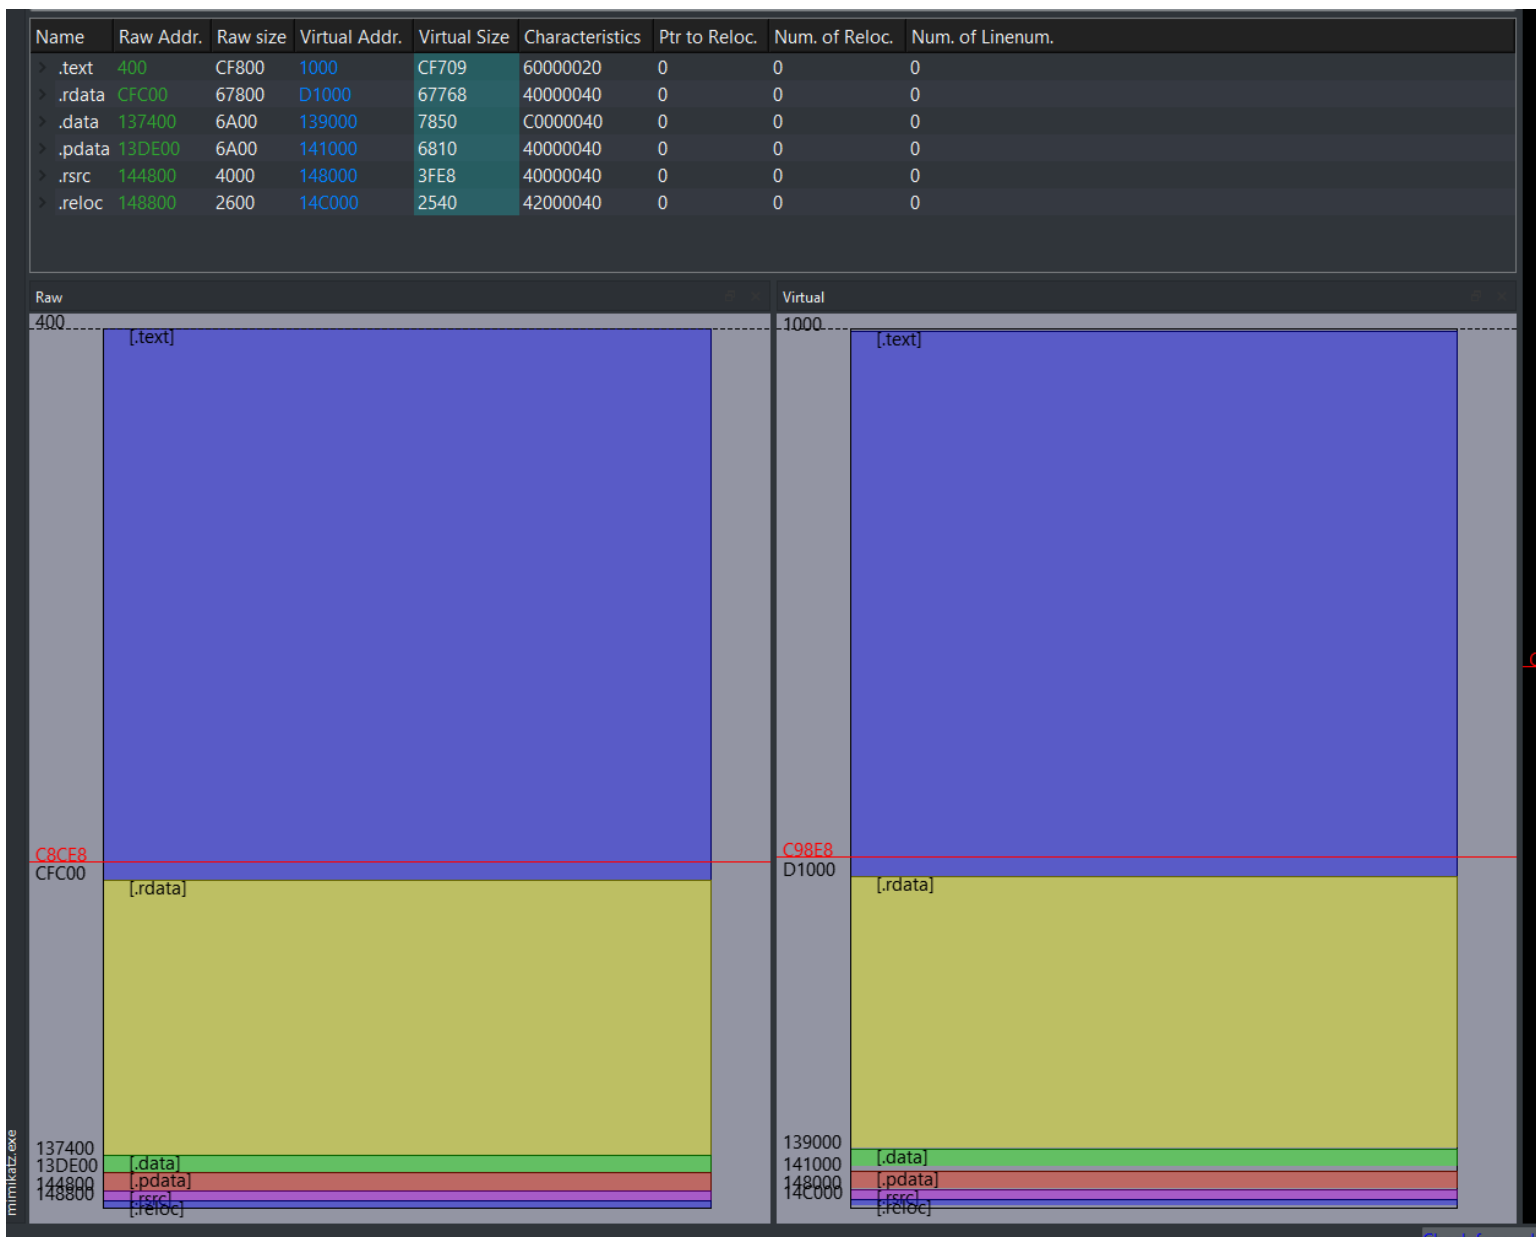 Name Raw Addr. Raw size Virtual Addr. Virtual Size Characteristics Ptr to Reloc. Num. of Reloc. Num. of Linenum.
.text 400 CF800 1000 CF709 60000020 0 0 0
.rdata CFC00 67800 D1000 67768 40000040 0 0 0
.data 137400 6A00 139000 7850 C0000040 0 0 0
.pdata 13DE00 6A00 141000 6810 40000040 0 0 0
.rsrc 144800 4000 148000 3FE8 40000040 0 0 0
.reloc 148800 2600 14C000 2540 42000040 0 0 0
Raw
400
[.text]
C8CE8
CFC00
[.rdata]
137400
[.data]
13DE00
[.pdata]
144800
[.rsrc]
148800
[.reloc]
Virtual
1000
[.text]
C98E8
D1000
[.rdata]
139000
[.data]
141000
[.pdata]
148000
[.rsrc]
14C000
[.reloc]
mimikatz.exe